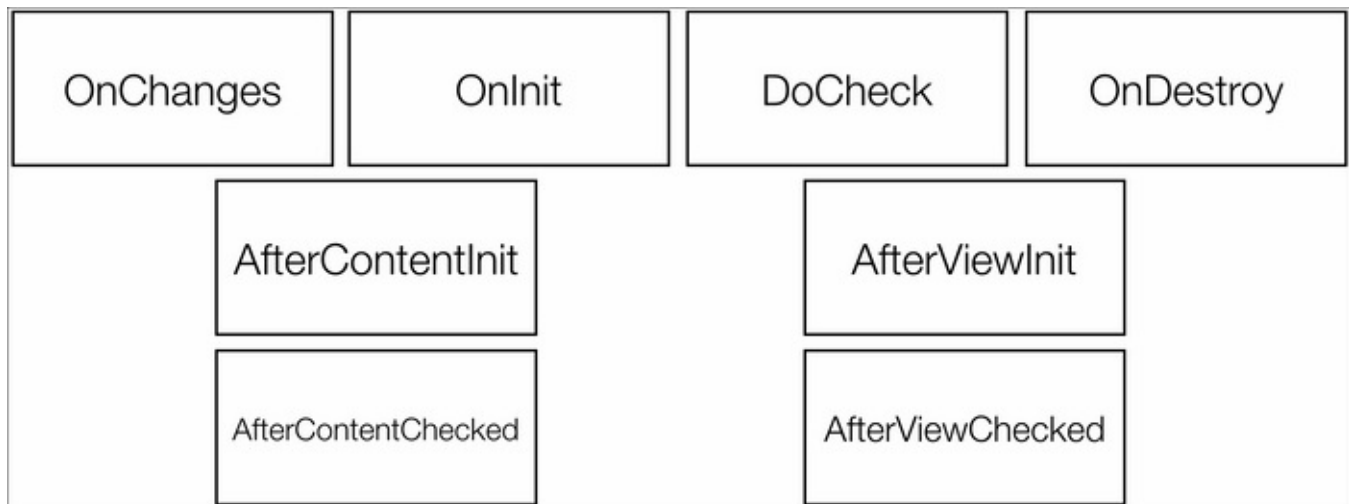 OnChanges
OnInit
DoCheck
OnDestroy
AfterContentInit
AfterViewInit
AfterContentChecked
AfterViewChecked